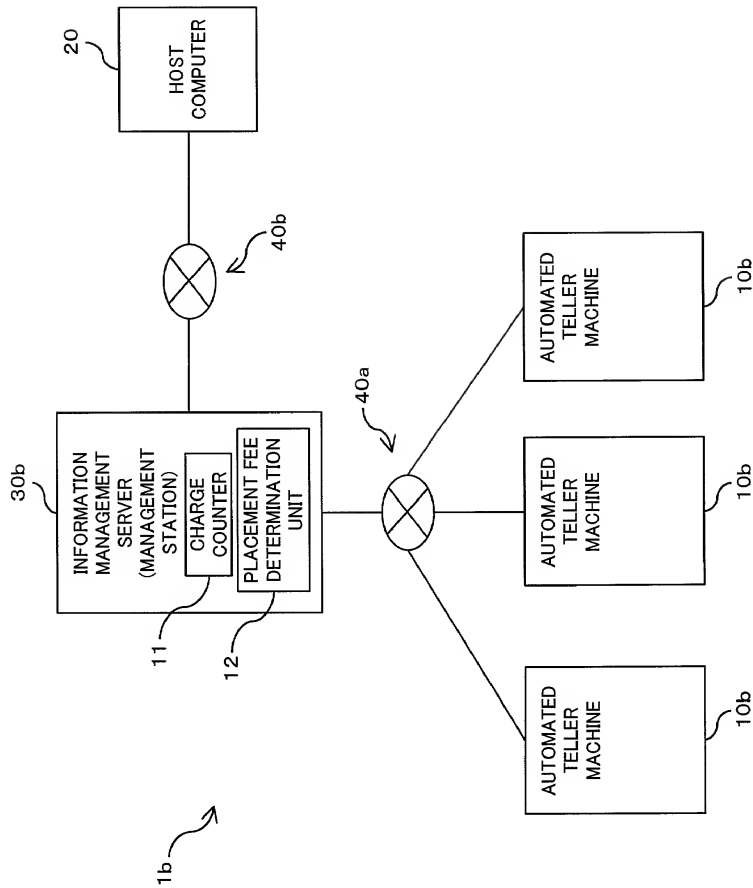 1b
30b
INFORMATION
MANAGEMENT
SERVER
(MANAGEMENT
STATION)
CHARGE
COUNTER
PLACEMENT FEE
DETERMINATION
UNIT
11
12
40b
20
HOST
COMPUTER
40a
AUTOMATED
TELLER
MACHINE
10b
AUTOMATED
TELLER
MACHINE
10b
AUTOMATED
TELLER
MACHINE
10b